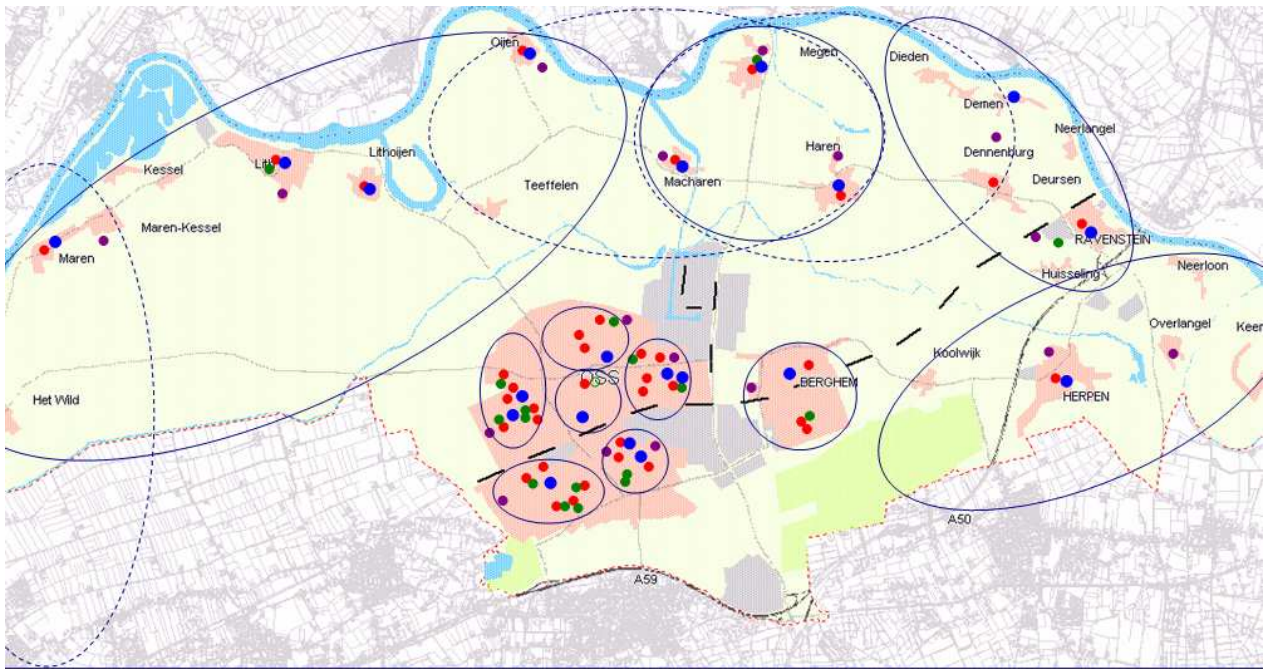 Oijen
Megen
Dieden
Demen
Neerlangel
Dennenburg
Haren
Lith
Lithoijen
Kessel
Deursen
Teeffelen
Macharen
Maren-Kessel
RAVENSTEIN
Maren
Huisseling
Neerloon
Overlangel
Keen
Koolwijk
OSS
BERGHEM
HERPEN
Het Wild
A50
A59